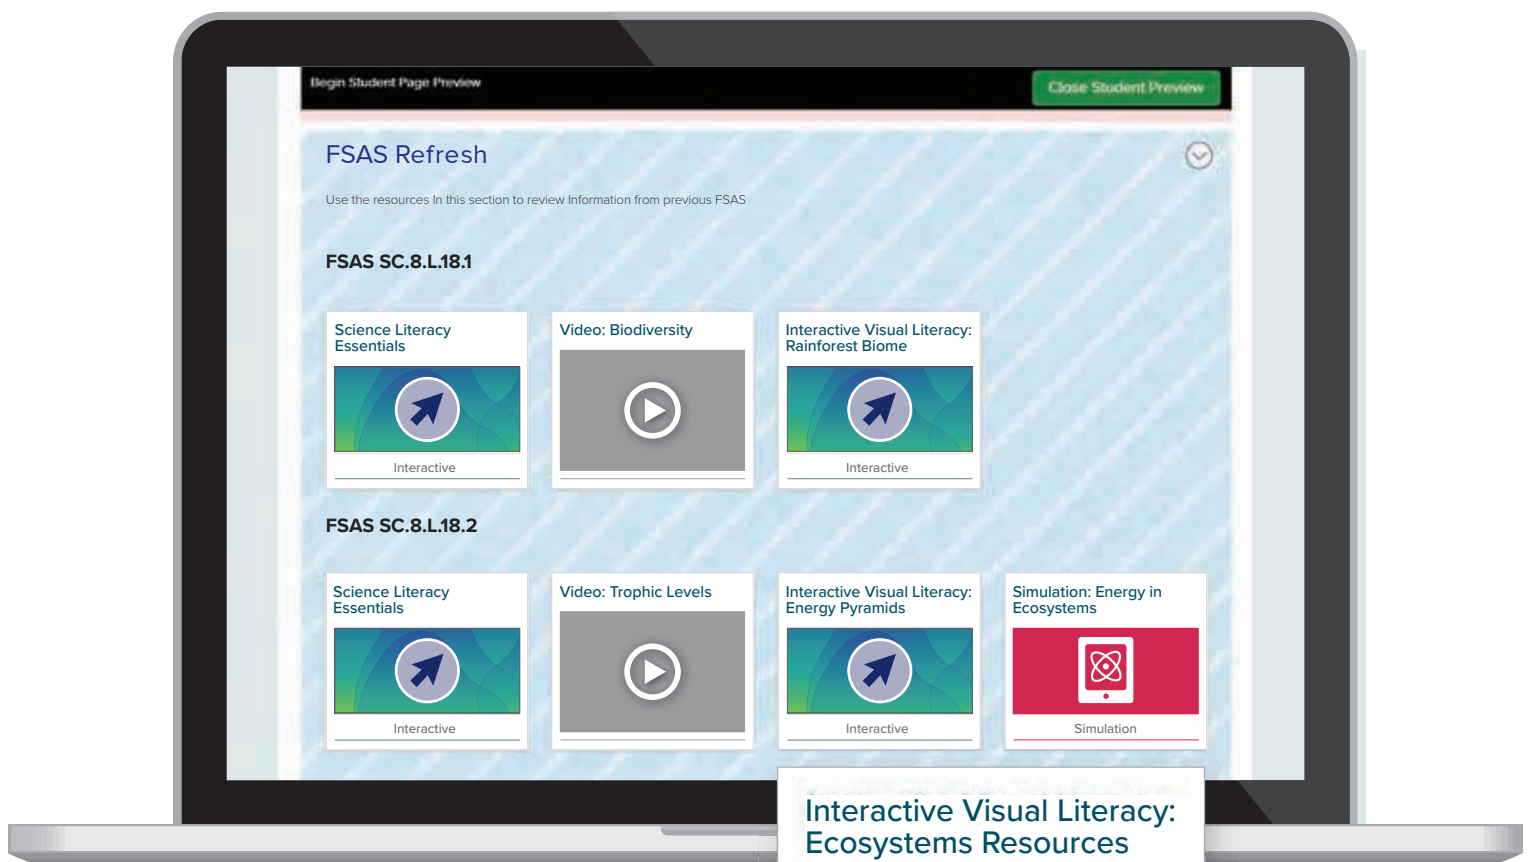 Begin Student Page Preview
Close Student Preview
FSAS Refresh
Use the resources In this section to review Information from previous FSAS
FSAS SC.8.L.18.1
Science Literacy
Essentials
Interactive
Video: Biodiversity
Interactive Visual Literacy:
Rainforest Biome
Interactive
FSAS SC.8.L.18.2
Science Literacy
Essentials
Interactive
Video: Trophic Levels
Interactive Visual Literacy:
Energy Pyramids
Interactive
Simulation: Energy in
Ecosystems
Simulation
Interactive Visual Literacy:
Ecosystems Resources